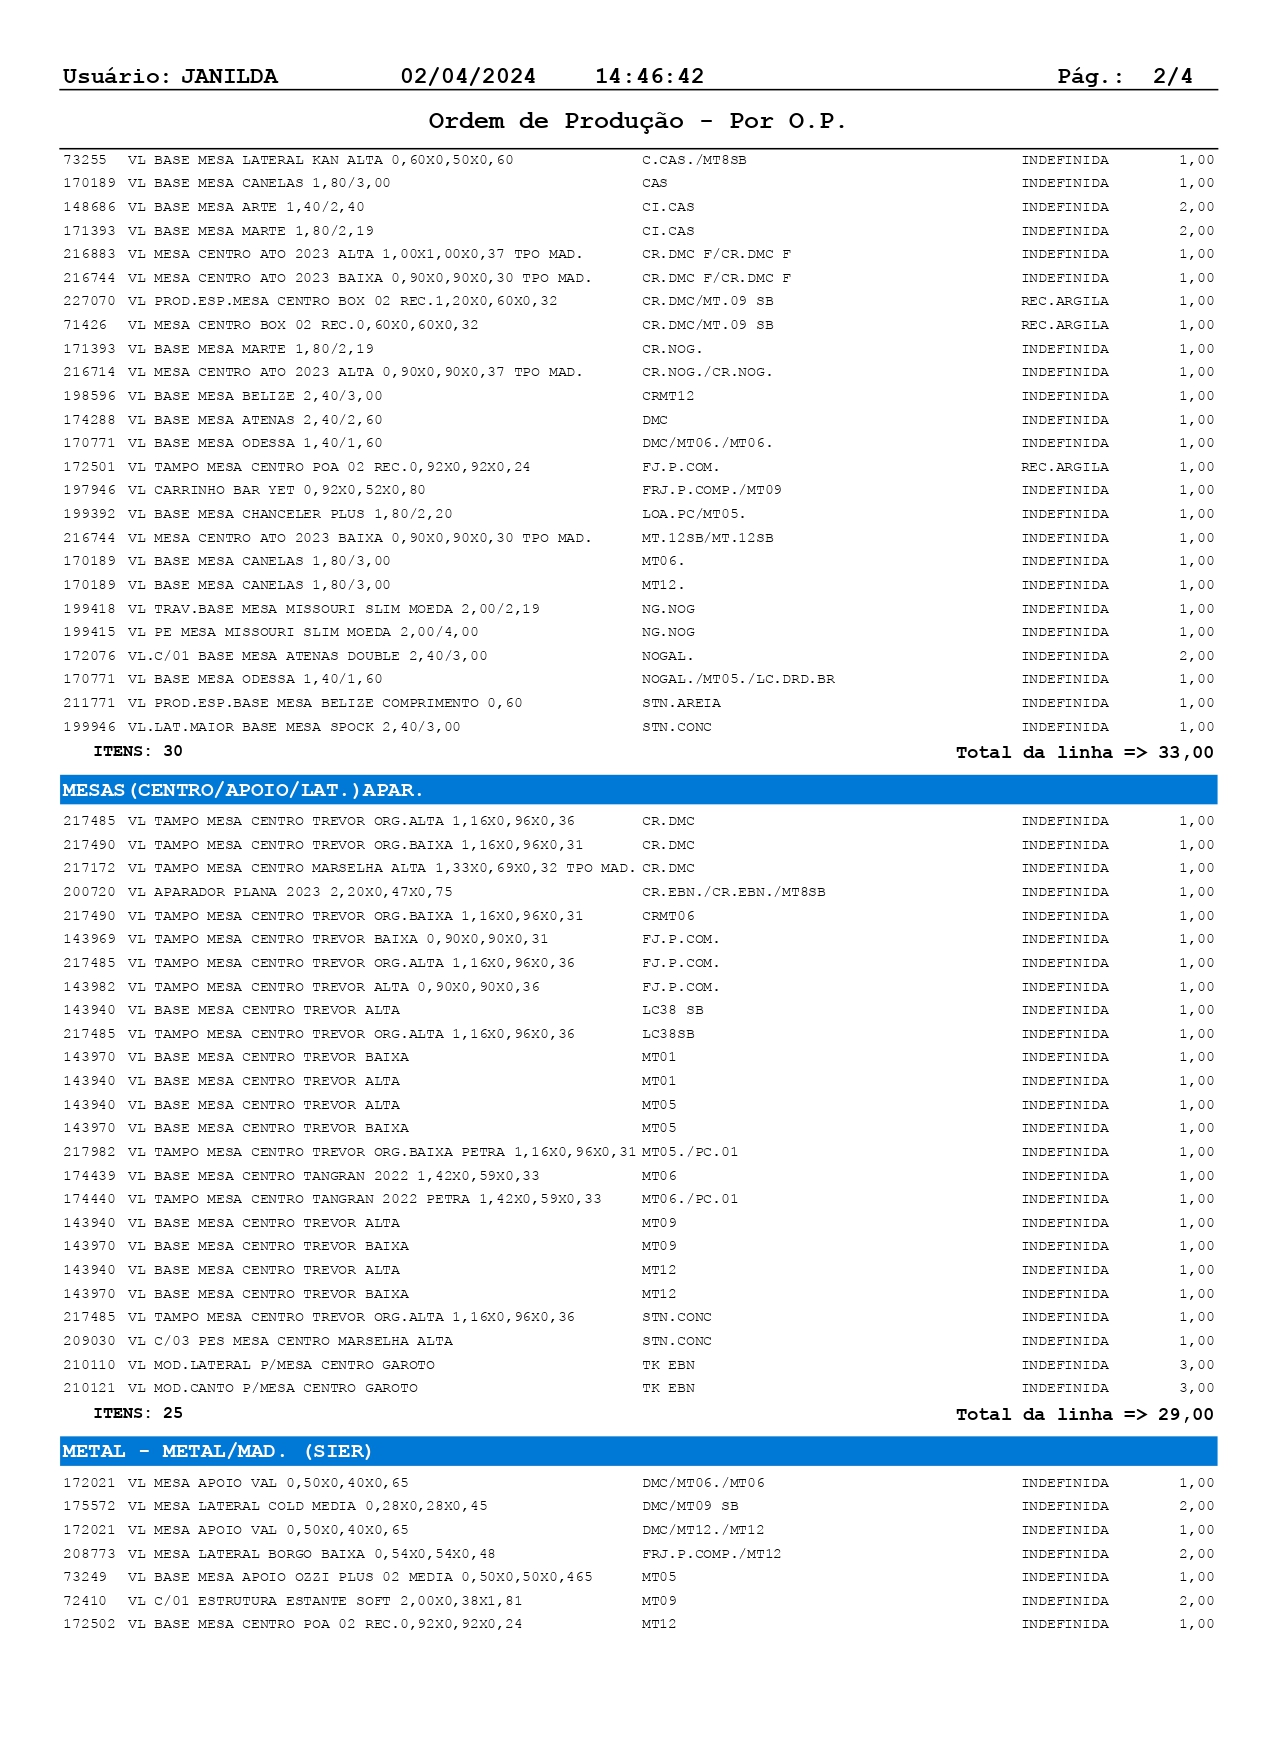 Usuário: JANILDA 02/04/2024 14:46:42 Pág.: 2/4
Ordem de Produção - Por O.P.
73255 VL BASE MESA LATERAL KAN ALTA 0,60X0,50X0,60 C.CAS./MT8SB INDEFINIDA 1,00
170189 VL BASE MESA CANELAS 1,80/3,00 CAS INDEFINIDA 1,00
148686 VL BASE MESA ARTE 1,40/2,40 CI.CAS INDEFINIDA 2,00
171393 VL BASE MESA MARTE 1,80/2,19 CI.CAS INDEFINIDA 2,00
216883 VL MESA CENTRO ATO 2023 ALTA 1,00X1,00X0,37 TPO MAD. CR.DMC F/CR.DMC F INDEFINIDA 1,00
216744 VL MESA CENTRO ATO 2023 BAIXA 0,90X0,90X0,30 TPO MAD. CR.DMC F/CR.DMC F INDEFINIDA 1,00
227070 VL PROD.ESP.MESA CENTRO BOX 02 REC.1,20X0,60X0,32 CR.DMC/MT.09 SB REC.ARGILA 1,00
71426 VL MESA CENTRO BOX 02 REC.0,60X0,60X0,32 CR.DMC/MT.09 SB REC.ARGILA 1,00
171393 VL BASE MESA MARTE 1,80/2,19 CR.NOG. INDEFINIDA 1,00
216714 VL MESA CENTRO ATO 2023 ALTA 0,90X0,90X0,37 TPO MAD. CR.NOG./CR.NOG. INDEFINIDA 1,00
198596 VL BASE MESA BELIZE 2,40/3,00 CRMT12 INDEFINIDA 1,00
174288 VL BASE MESA ATENAS 2,40/2,60 DMC INDEFINIDA 1,00
170771 VL BASE MESA ODESSA 1,40/1,60 DMC/MT06./MT06. INDEFINIDA 1,00
172501 VL TAMPO MESA CENTRO POA 02 REC.0,92X0,92X0,24 FJ.P.COM. REC.ARGILA 1,00
197946 VL CARRINHO BAR YET 0,92X0,52X0,80 FRJ.P.COMP./MT09 INDEFINIDA 1,00
199392 VL BASE MESA CHANCELER PLUS 1,80/2,20 LOA.PC/MT05. INDEFINIDA 1,00
216744 VL MESA CENTRO ATO 2023 BAIXA 0,90X0,90X0,30 TPO MAD. MT.12SB/MT.12SB INDEFINIDA 1,00
170189 VL BASE MESA CANELAS 1,80/3,00 MT06. INDEFINIDA 1,00
170189 VL BASE MESA CANELAS 1,80/3,00 MT12. INDEFINIDA 1,00
199418 VL TRAV.BASE MESA MISSOURI SLIM MOEDA 2,00/2,19 NG.NOG INDEFINIDA 1,00
199415 VL PE MESA MISSOURI SLIM MOEDA 2,00/4,00 NG.NOG INDEFINIDA 1,00
172076 VL.C/01 BASE MESA ATENAS DOUBLE 2,40/3,00 NOGAL. INDEFINIDA 2,00
170771 VL BASE MESA ODESSA 1,40/1,60 NOGAL./MT05./LC.DRD.BR INDEFINIDA 1,00
211771 VL PROD.ESP.BASE MESA BELIZE COMPRIMENTO 0,60 STN.AREIA INDEFINIDA 1,00
199946 VL.LAT.MAIOR BASE MESA SPOCK 2,40/3,00 STN.CONC INDEFINIDA 1,00
ITENS: 30 Total da linha => 33,00
MESAS(CENTRO/APOIO/LAT.)APAR.
217485 VL TAMPO MESA CENTRO TREVOR ORG.ALTA 1,16X0,96X0,36 CR.DMC INDEFINIDA 1,00
217490 VL TAMPO MESA CENTRO TREVOR ORG.BAIXA 1,16X0,96X0,31 CR.DMC INDEFINIDA 1,00
217172 VL TAMPO MESA CENTRO MARSELHA ALTA 1,33X0,69X0,32 TPO MAD. CR.DMC INDEFINIDA 1,00
200720 VL APARADOR PLANA 2023 2,20X0,47X0,75 CR.EBN./CR.EBN./MT8SB INDEFINIDA 1,00
217490 VL TAMPO MESA CENTRO TREVOR ORG.BAIXA 1,16X0,96X0,31 CRMT06 INDEFINIDA 1,00
143969 VL TAMPO MESA CENTRO TREVOR BAIXA 0,90X0,90X0,31 FJ.P.COM. INDEFINIDA 1,00
217485 VL TAMPO MESA CENTRO TREVOR ORG.ALTA 1,16X0,96X0,36 FJ.P.COM. INDEFINIDA 1,00
143982 VL TAMPO MESA CENTRO TREVOR ALTA 0,90X0,90X0,36 FJ.P.COM. INDEFINIDA 1,00
143940 VL BASE MESA CENTRO TREVOR ALTA LC38 SB INDEFINIDA 1,00
217485 VL TAMPO MESA CENTRO TREVOR ORG.ALTA 1,16X0,96X0,36 LC38SB INDEFINIDA 1,00
143970 VL BASE MESA CENTRO TREVOR BAIXA MT01 INDEFINIDA 1,00
143940 VL BASE MESA CENTRO TREVOR ALTA MT01 INDEFINIDA 1,00
143940 VL BASE MESA CENTRO TREVOR ALTA MT05 INDEFINIDA 1,00
143970 VL BASE MESA CENTRO TREVOR BAIXA MT05 INDEFINIDA 1,00
217982 VL TAMPO MESA CENTRO TREVOR ORG.BAIXA PETRA 1,16X0,96X0,31 MT05./PC.01 INDEFINIDA 1,00
174439 VL BASE MESA CENTRO TANGRAN 2022 1,42X0,59X0,33 MT06 INDEFINIDA 1,00
174440 VL TAMPO MESA CENTRO TANGRAN 2022 PETRA 1,42X0,59X0,33 MT06./PC.01 INDEFINIDA 1,00
143940 VL BASE MESA CENTRO TREVOR ALTA MT09 INDEFINIDA 1,00
143970 VL BASE MESA CENTRO TREVOR BAIXA MT09 INDEFINIDA 1,00
143940 VL BASE MESA CENTRO TREVOR ALTA MT12 INDEFINIDA 1,00
143970 VL BASE MESA CENTRO TREVOR BAIXA MT12 INDEFINIDA 1,00
217485 VL TAMPO MESA CENTRO TREVOR ORG.ALTA 1,16X0,96X0,36 STN.CONC INDEFINIDA 1,00
209030 VL C/03 PES MESA CENTRO MARSELHA ALTA STN.CONC INDEFINIDA 1,00
210110 VL MOD.LATERAL P/MESA CENTRO GAROTO TK EBN INDEFINIDA 3,00
210121 VL MOD.CANTO P/MESA CENTRO GAROTO TK EBN INDEFINIDA 3,00
ITENS: 25 Total da linha => 29,00
METAL - METAL/MAD. (SIER)
172021 VL MESA APOIO VAL 0,50X0,40X0,65 DMC/MT06./MT06 INDEFINIDA 1,00
175572 VL MESA LATERAL COLD MEDIA 0,28X0,28X0,45 DMC/MT09 SB INDEFINIDA 2,00
172021 VL MESA APOIO VAL 0,50X0,40X0,65 DMC/MT12./MT12 INDEFINIDA 1,00
208773 VL MESA LATERAL BORGO BAIXA 0,54X0,54X0,48 FRJ.P.COMP./MT12 INDEFINIDA 2,00
73249 VL BASE MESA APOIO OZZI PLUS 02 MEDIA 0,50X0,50X0,465 MT05 INDEFINIDA 1,00
72410 VL C/01 ESTRUTURA ESTANTE SOFT 2,00X0,38X1,81 MT09 INDEFINIDA 2,00
172502 VL BASE MESA CENTRO POA 02 REC.0,92X0,92X0,24 MT12 INDEFINIDA 1,00